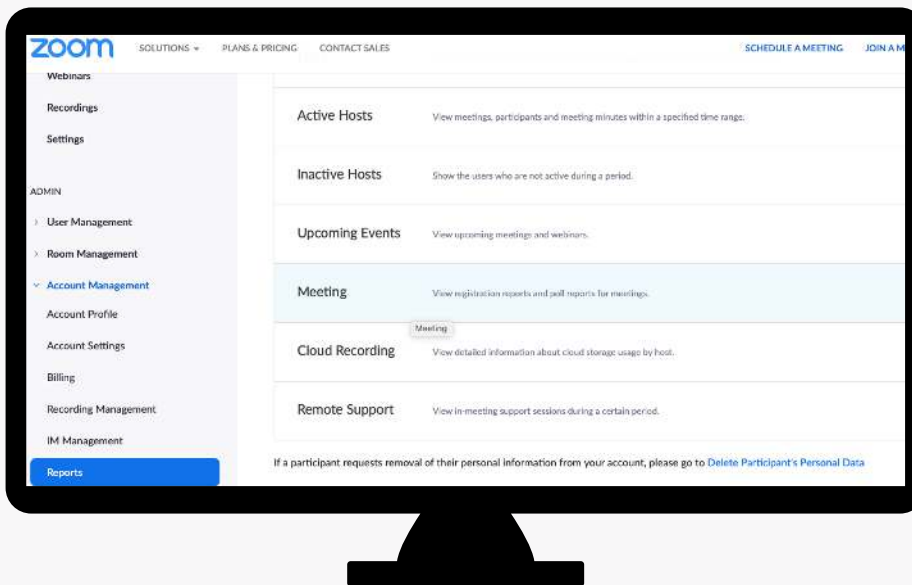 zoom SOLUTIONS PLANS & PRICING CONTACT SALES SCHEDULE A MEETING JOIN A M
Webinars
Recordings
Settings
ADMIN
User Management
Room Management
Account Management
Account Profile
Account Settings
Billing
Recording Management
IM Management
Reports
Active Hosts View meetings, participants and meeting minutes within a specified time range.
Inactive Hosts Show the users who are not active during a period.
Upcoming Events View upcoming meetings and webinars.
Meeting View registration reports and poll reports for meetings.
Meeting
Cloud Recording View detailed information about cloud storage usage by host.
Remote Support View in-meeting support sessions during a certain period.
If a participant requests removal of their personal information from your account, please go to Delete Participant's Personal Data